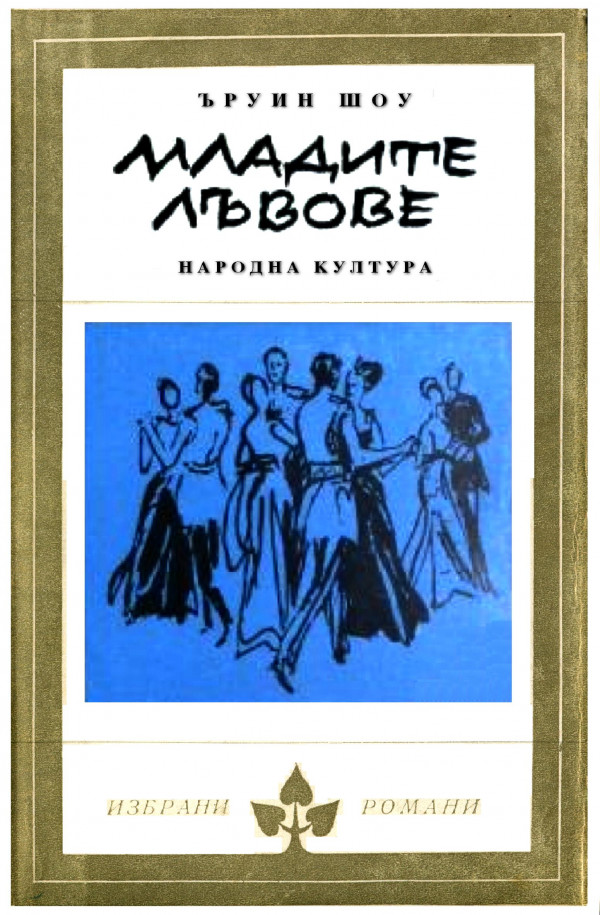 ЪРУИН ШОУ
МЛАДИТЕ
ЛЪВОВЕ
НАРОДНА КУЛТУРА
ИЗБРАНИ РОМАНИ